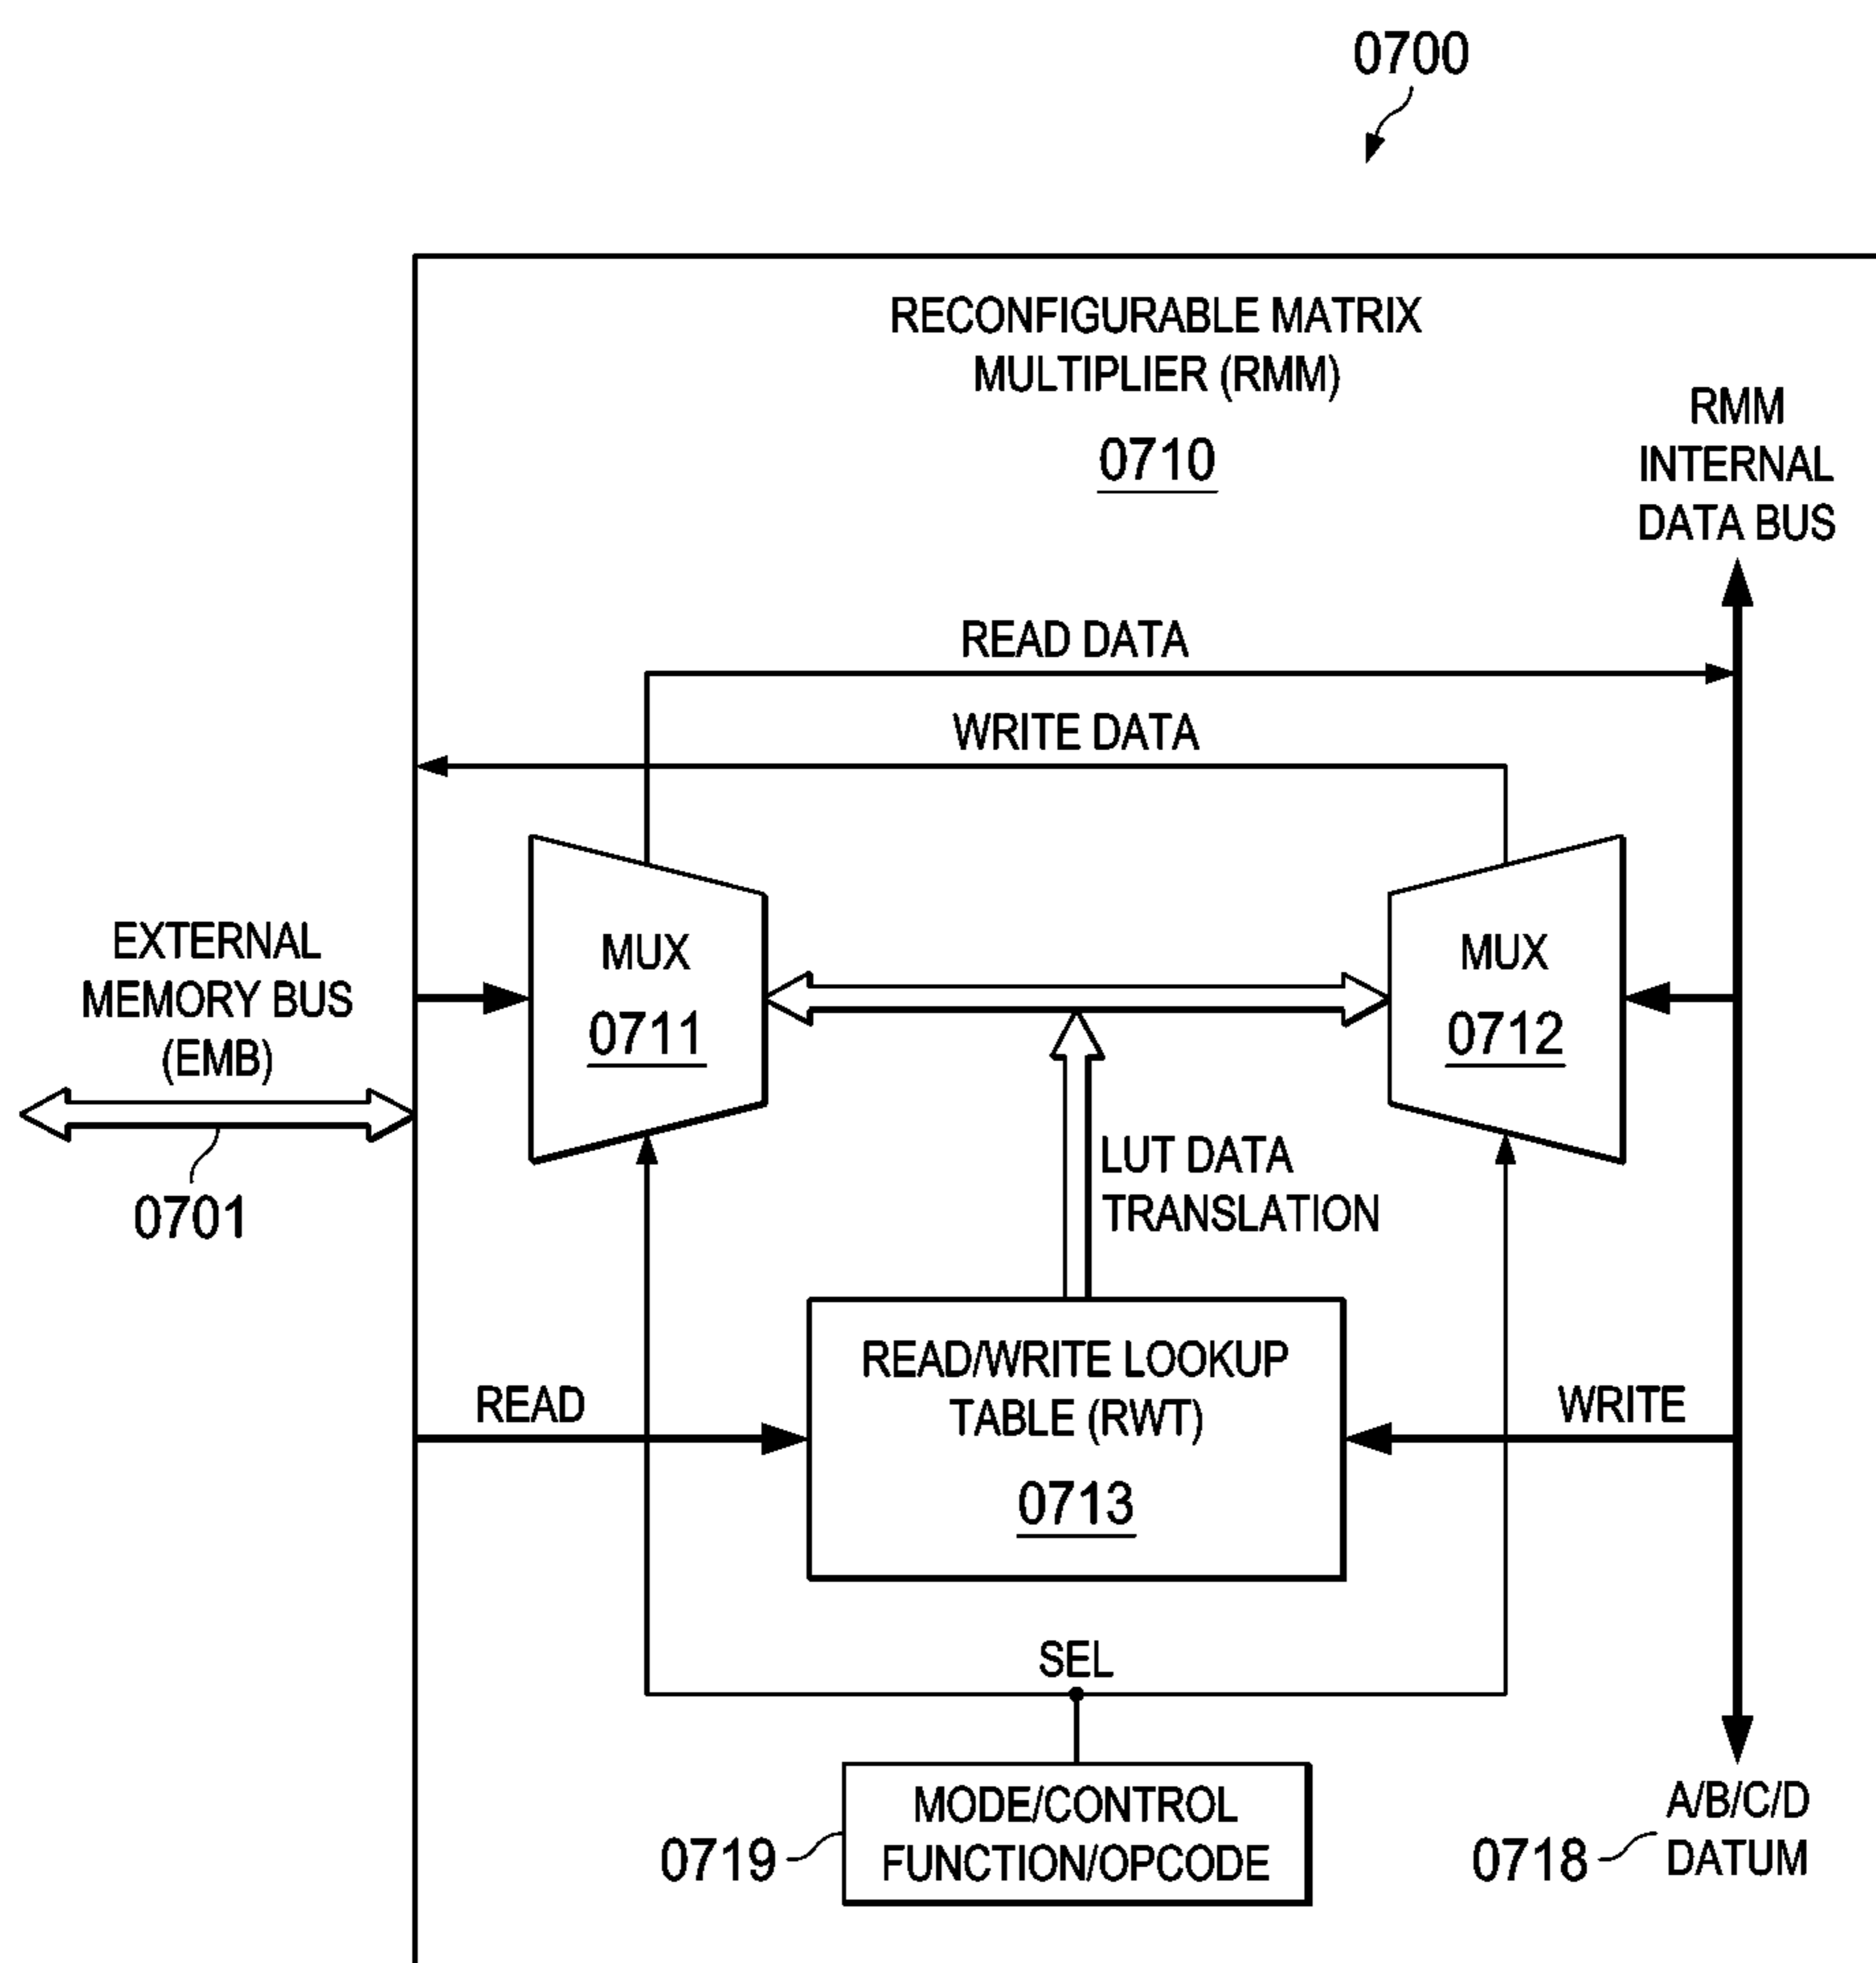 0700
RECONFIGURABLE MATRIX
MULTIPLIER (RMM)
0710
RMM
INTERNAL
DATA BUS
READ DATA
WRITE DATA
EXTERNAL
MEMORY BUS
(EMB)
0701
MUX
0711
MUX
0712
LUT DATA
TRANSLATION
READ
READ/WRITE LOOKUP
TABLE (RWT)
0713
WRITE
SEL
MODE/CONTROL
FUNCTION/OPCODE
0719
A/B/C/D
DATUM
0718